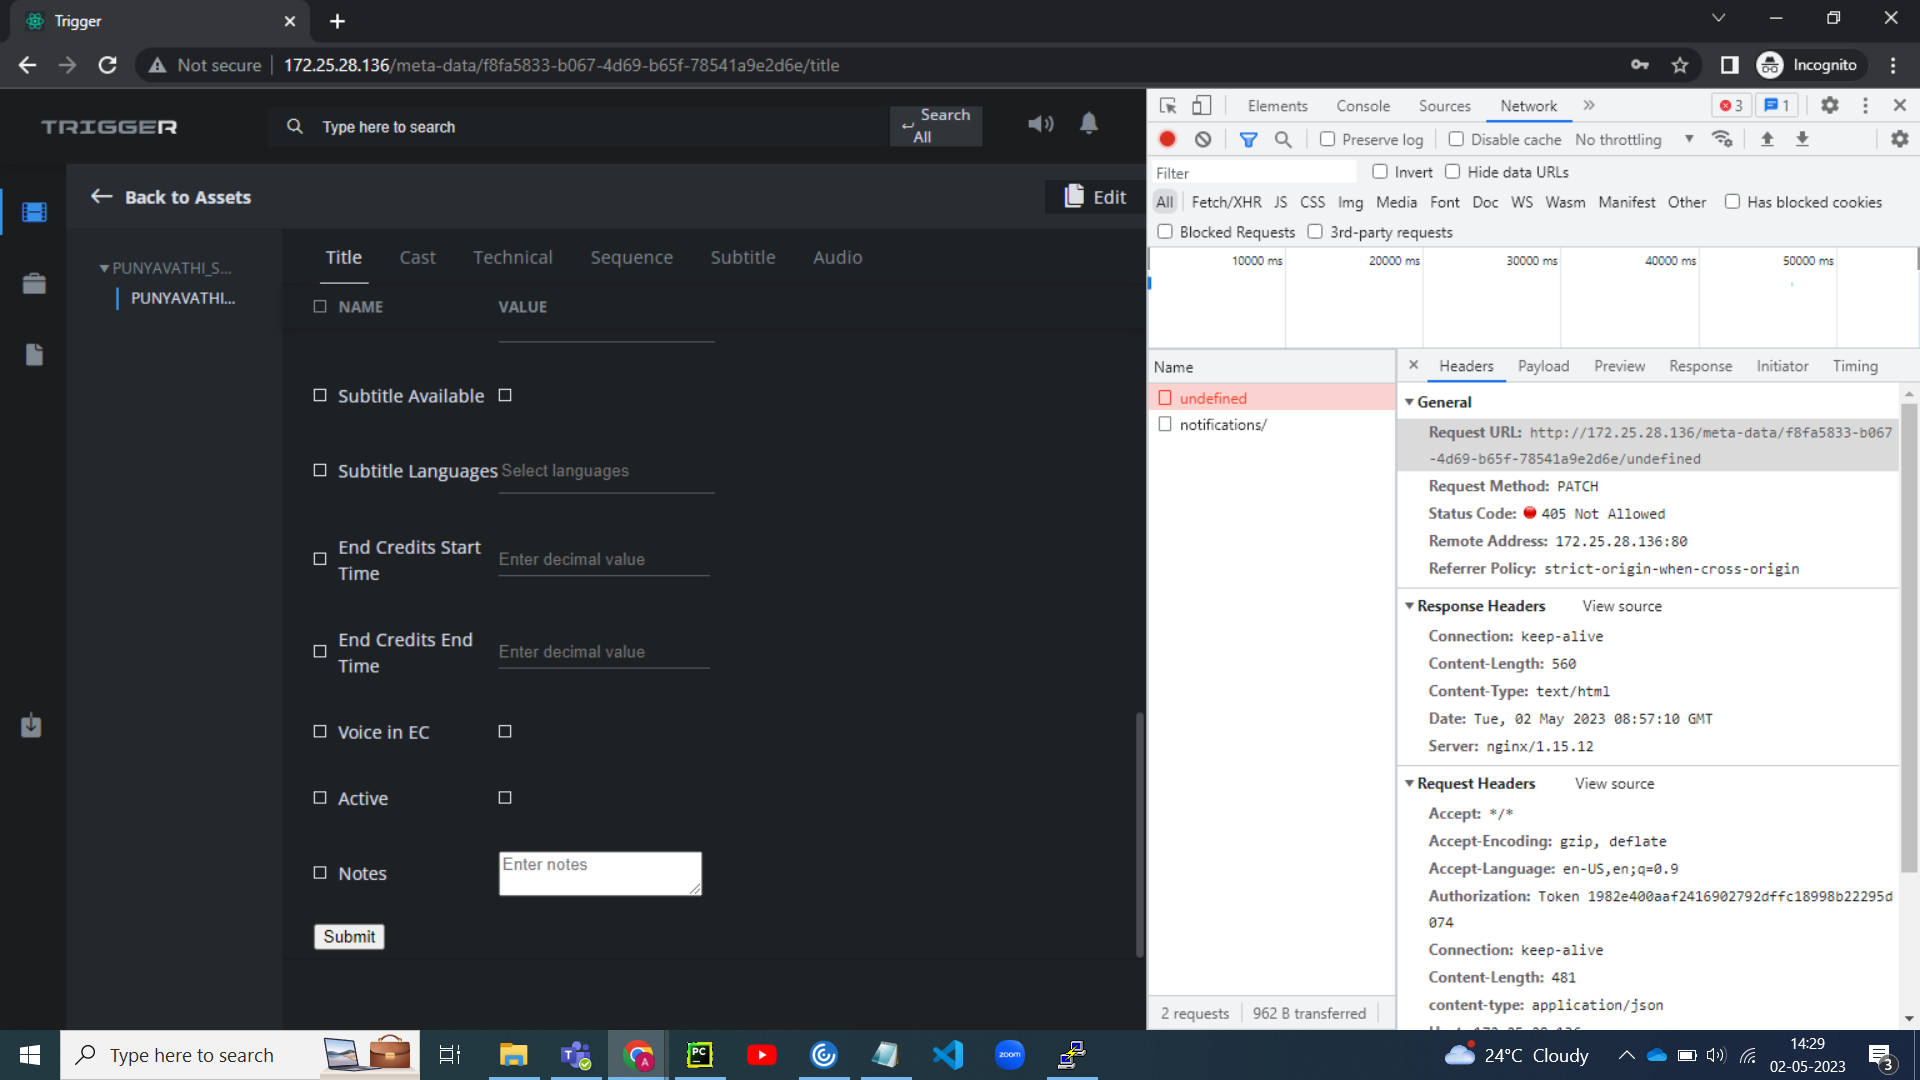 Trigger
Not secure
172.25.28.136/meta-data/f8fa5833-b067-4d69-b65f-78541a9e2d6e/title
Incognito
TRIGGER
Type here to search
Search
All
Back to Assets
Edit
PUNYAVATHI_S...
PUNYAVATHI...
Title Cast Technical Sequence Subtitle Audio
NAME VALUE
Subtitle Available
Subtitle Languages Select languages
End Credits Start
Time
Enter decimal value
End Credits End
Time
Enter decimal value
Voice in EC
Active
Notes
Enter notes
Submit
Elements Console Sources Network » 3 1
Preserve log Disable cache No throttling
Filter
Invert Hide data URLs
All Fetch/XHR JS CSS Img Media Font Doc WS Wasm Manifest Other Has blocked cookies
Blocked Requests 3rd-party requests
10000 ms 20000 ms 30000 ms 40000 ms 50000 ms
Name
undefined
notifications/
Headers Payload Preview Response Initiator Timing
General
Request URL: http://172.25.28.136/meta-data/f8fa5833-b067
-4d69-b65f-78541a9e2d6e/undefined
Request Method: PATCH
Status Code: 405 Not Allowed
Remote Address: 172.25.28.136:80
Referrer Policy: strict-origin-when-cross-origin
Response Headers View source
Connection: keep-alive
Content-Length: 560
Content-Type: text/html
Date: Tue, 02 May 2023 08:57:10 GMT
Server: nginx/1.15.12
Request Headers View source
Accept: */*
Accept-Encoding: gzip, deflate
Accept-Language: en-US,en;q=0.9
Authorization: Token 1982e400aaf2416902792dffc18998b22295d
074
Connection: keep-alive
Content-Length: 481
content-type: application/json
2 requests 962 B transferred
Type here to search
PC
zoom
24°C Cloudy
14:29
02-05-2023
3